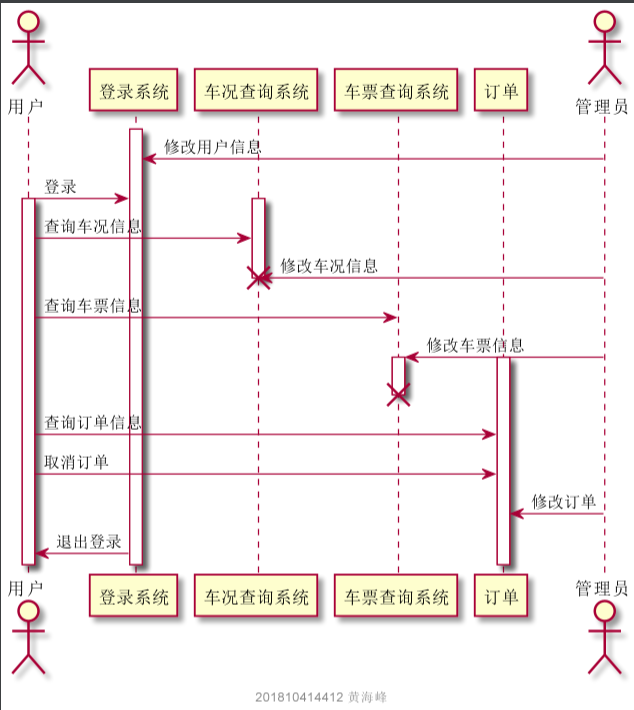 用户
登录系统
车况查询系统
车票查询系统
订单
管理员
修改用户信息
登录
查询车况信息
修改车况信息
查询车票信息
修改车票信息
查询订单信息
取消订单
修改订单
退出登录
用户
登录系统
车况查询系统
车票查询系统
订单
管理员
201810414412 黄海峰